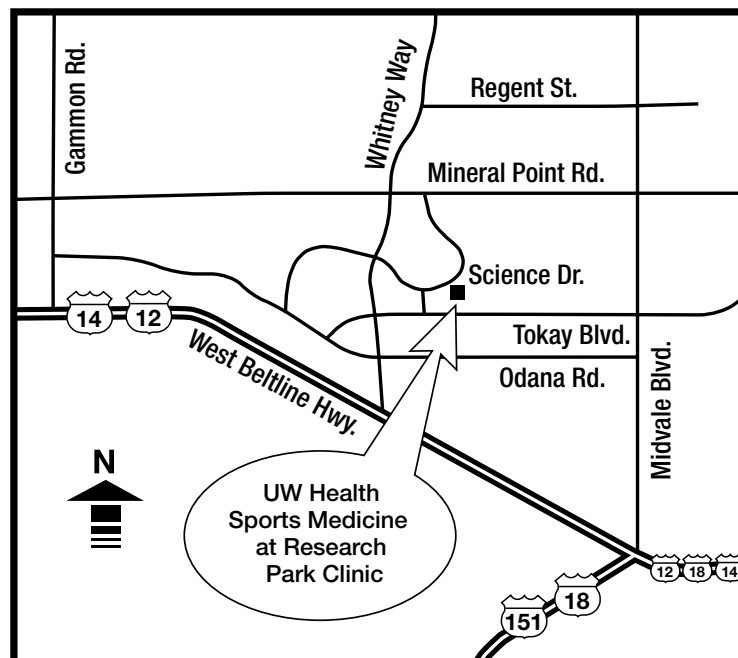 Gammon Rd.
Whitney Way
Regent St.
Mineral Point Rd.
Science Dr.
14
12
Tokay Blvd.
West Beltline Hwy.
Odana Rd.
Midvale Blvd.
N
UW Health
Sports Medicine
at Research
Park Clinic
12
18
14
18
151